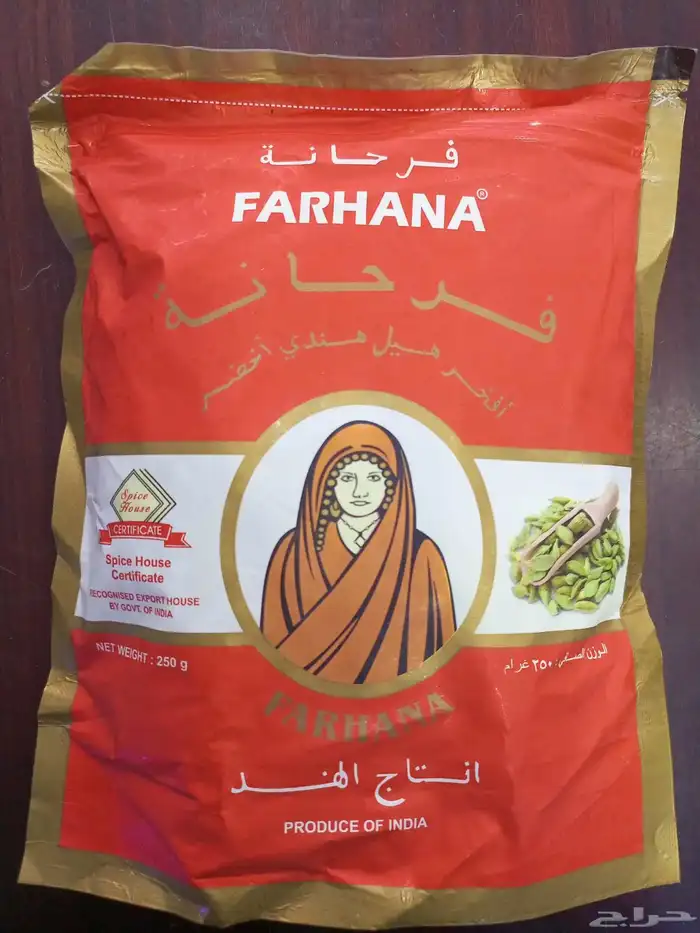 فرحانة
FARHANA®
فرحانة
أفخر هيل هندي أخضر
Spice
House
CERTIFICATE
Spice House
Certificate
RECOGNISED EXPORT HOUSE
BY GOVT. OF INDIA
NET WEIGHT : 250 g
الوزن الصافي: ٢٥٠ غرام
FARHANA
انتاج الهند
PRODUCE OF INDIA
حراج